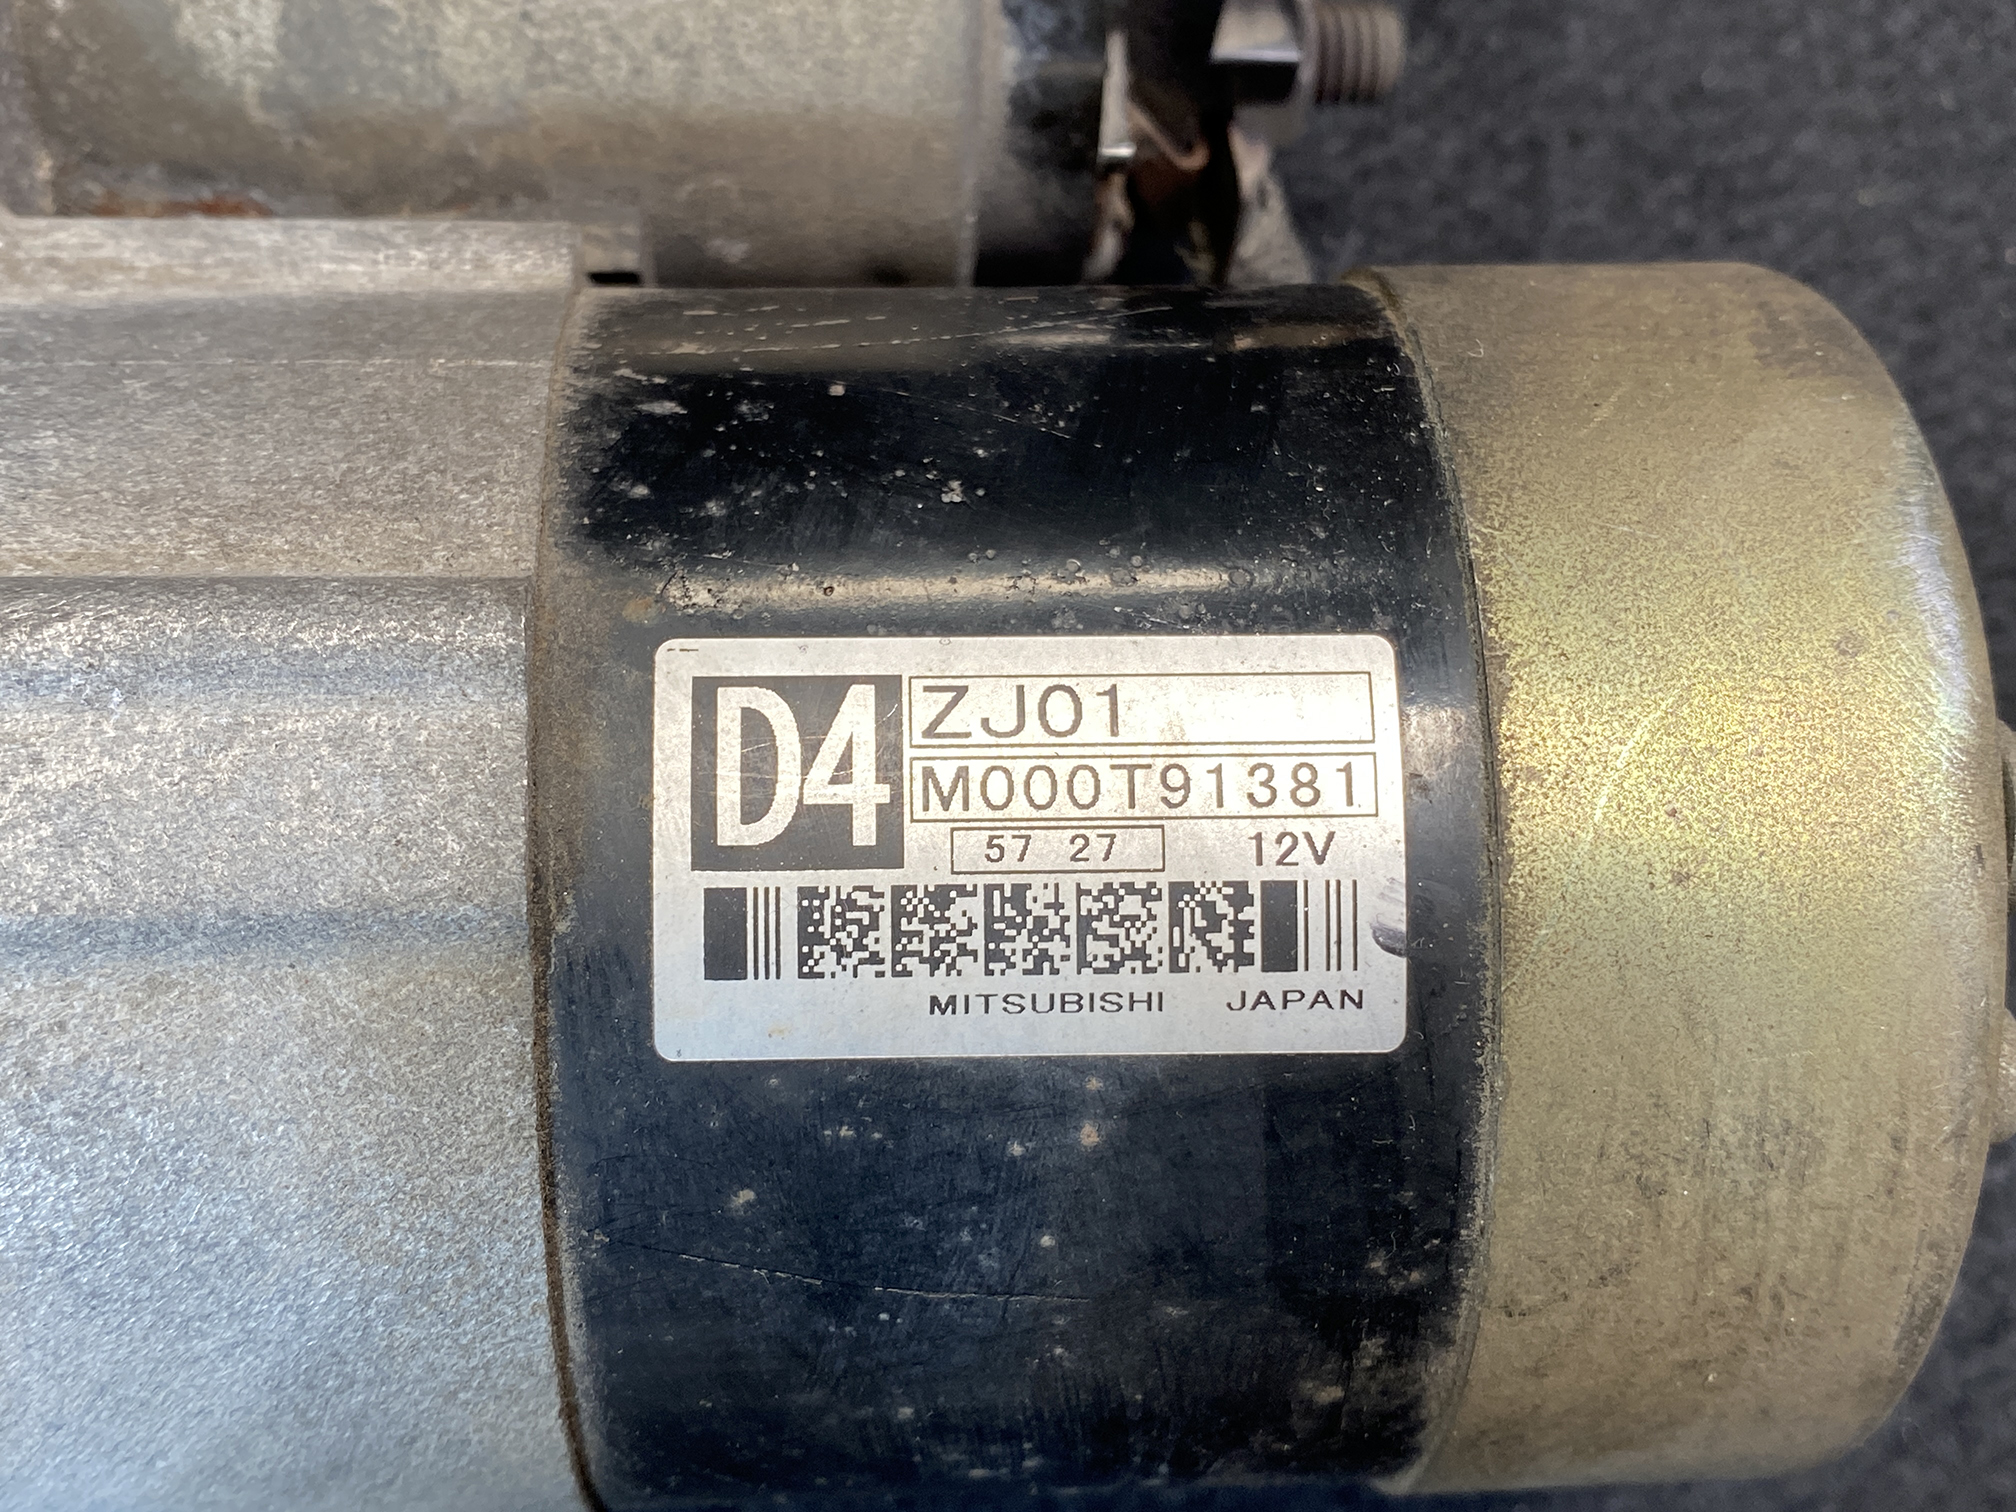 D4
ZJ01
M000T91381
57 27 12V
MITSUBISHI JAPAN